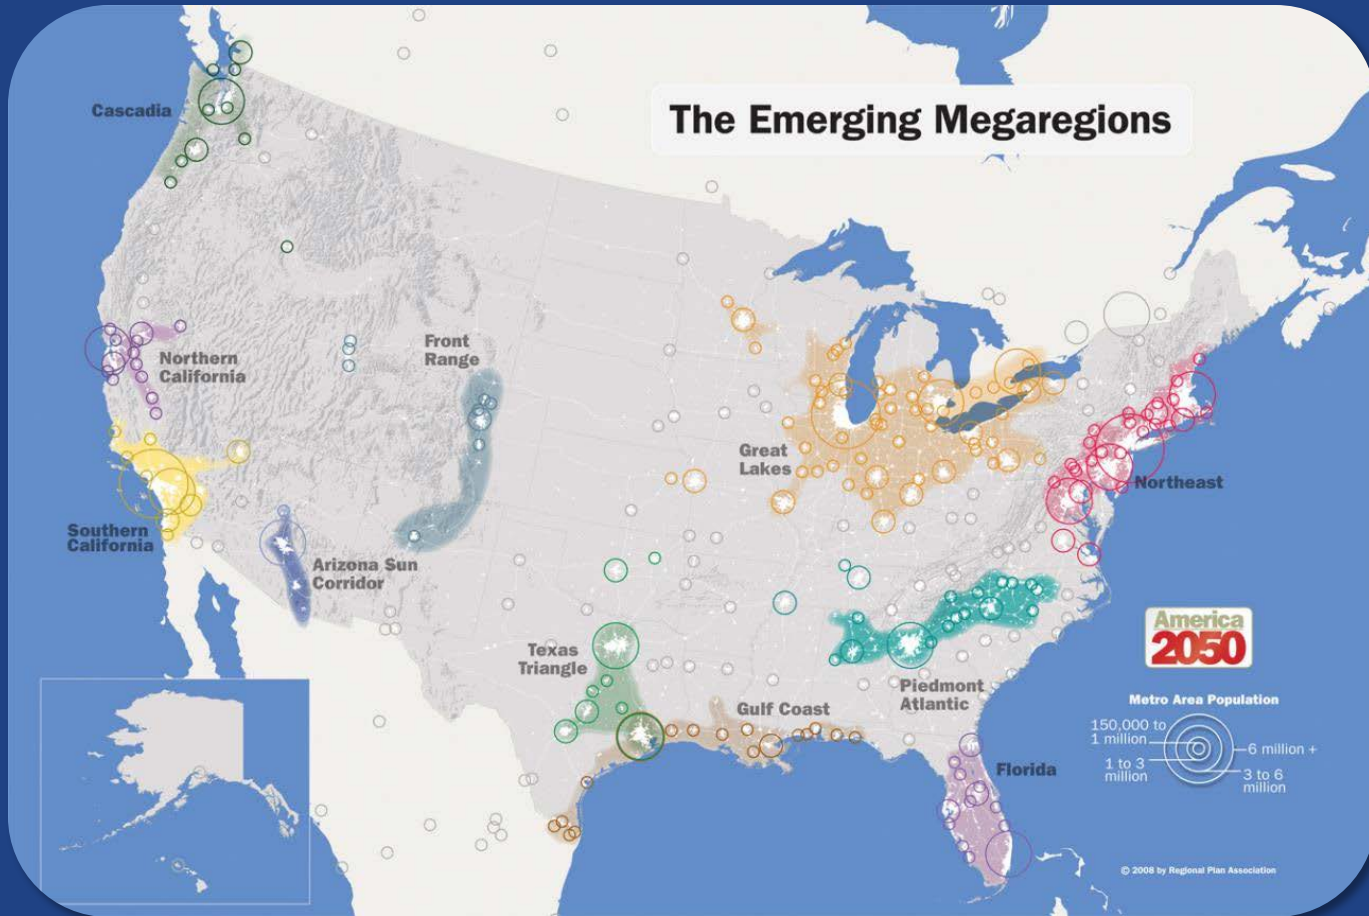 The Emerging Megaregions
Cascadia
Northern
California
Front
Range
Great
Lakes
Northeast
Southern
California
Arizona Sun
Corridor
Texas
Triangle
Gulf Coast
Piedmont
Atlantic
Florida
America
2050
Metro Area Population
150,000 to
1 million
1 to 3
million
6 million +
3 to 6
million
© 2008 by Regional Plan Association